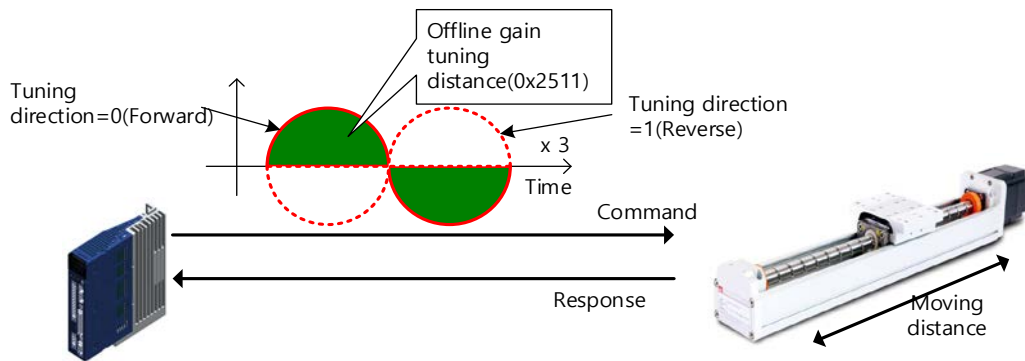 Offline gain
tuning
distance(0x2511)
Tuning
direction=0(Forward)
Tuning direction
=1(Reverse)
x 3
Time
Command
Response
Moving
distance